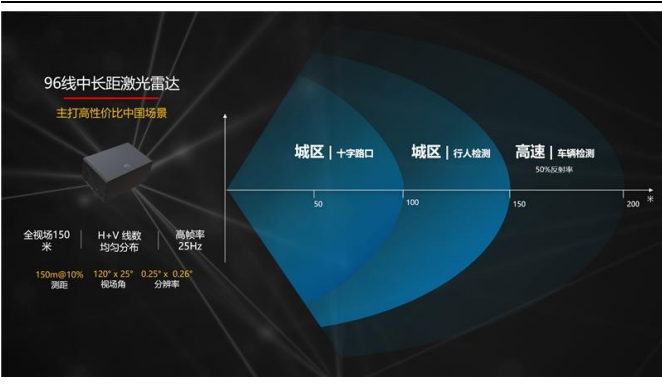 96线中长距激光雷达
主打高性价比中国场景
全视场150
米
H+V 线数
均匀分布
高帧率
25Hz
150m@10%
测距
120° x 25°
视场角
0.25° x 0.26°
分辨率
城区 | 十字路口
城区 | 行人检测
高速 | 车辆检测
50%反射率
50
100
150
200
米